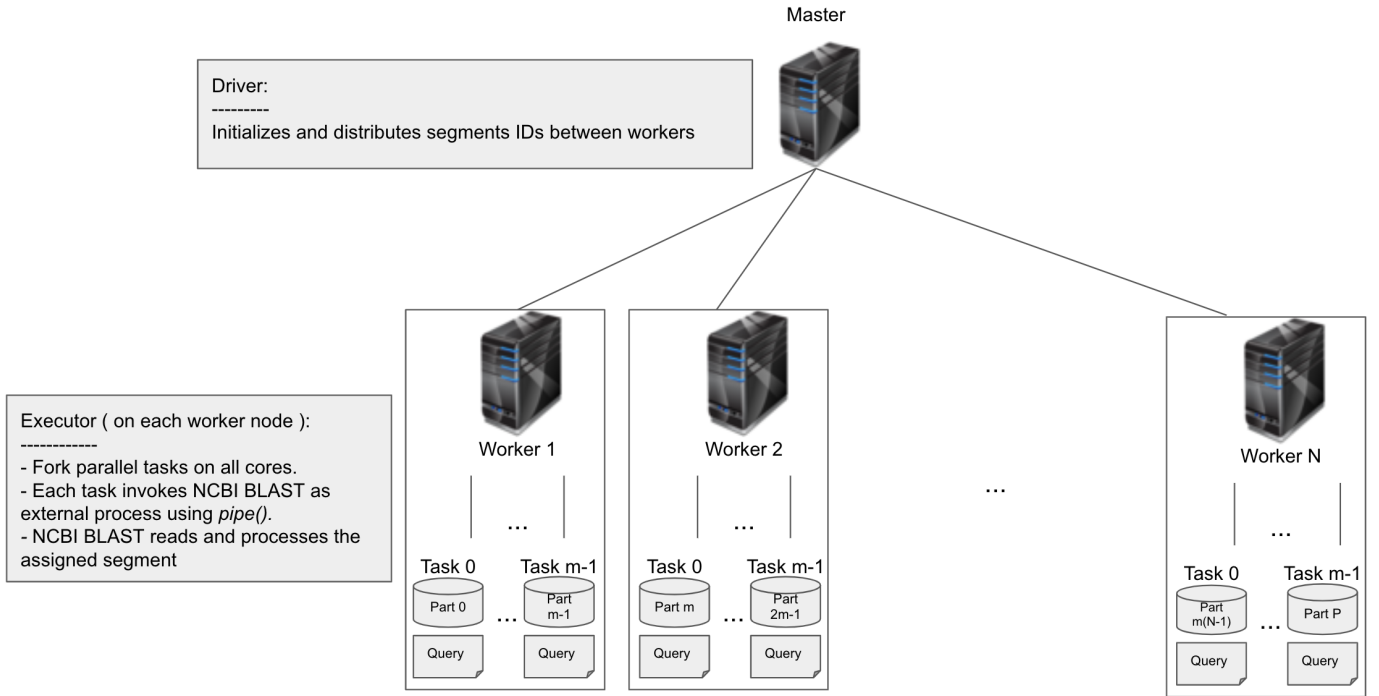 Master
Driver:
---------
Initializes and distributes segments IDs between workers
Executor ( on each worker node ):
------------
- Fork parallel tasks on all cores.
- Each task invokes NCBI BLAST as
external process using pipe().
- NCBI BLAST reads and processes the
assigned segment
Worker 1
...
Task 0
Task m-1
Part 0
...
Part
m-1
Query
Query
Worker 2
...
Task 0
Task m-1
Part m
...
Part
2m-1
Query
Query
...
Worker N
...
Task 0
Task m-1
Part
m(N-1)
...
Part P
Query
Query